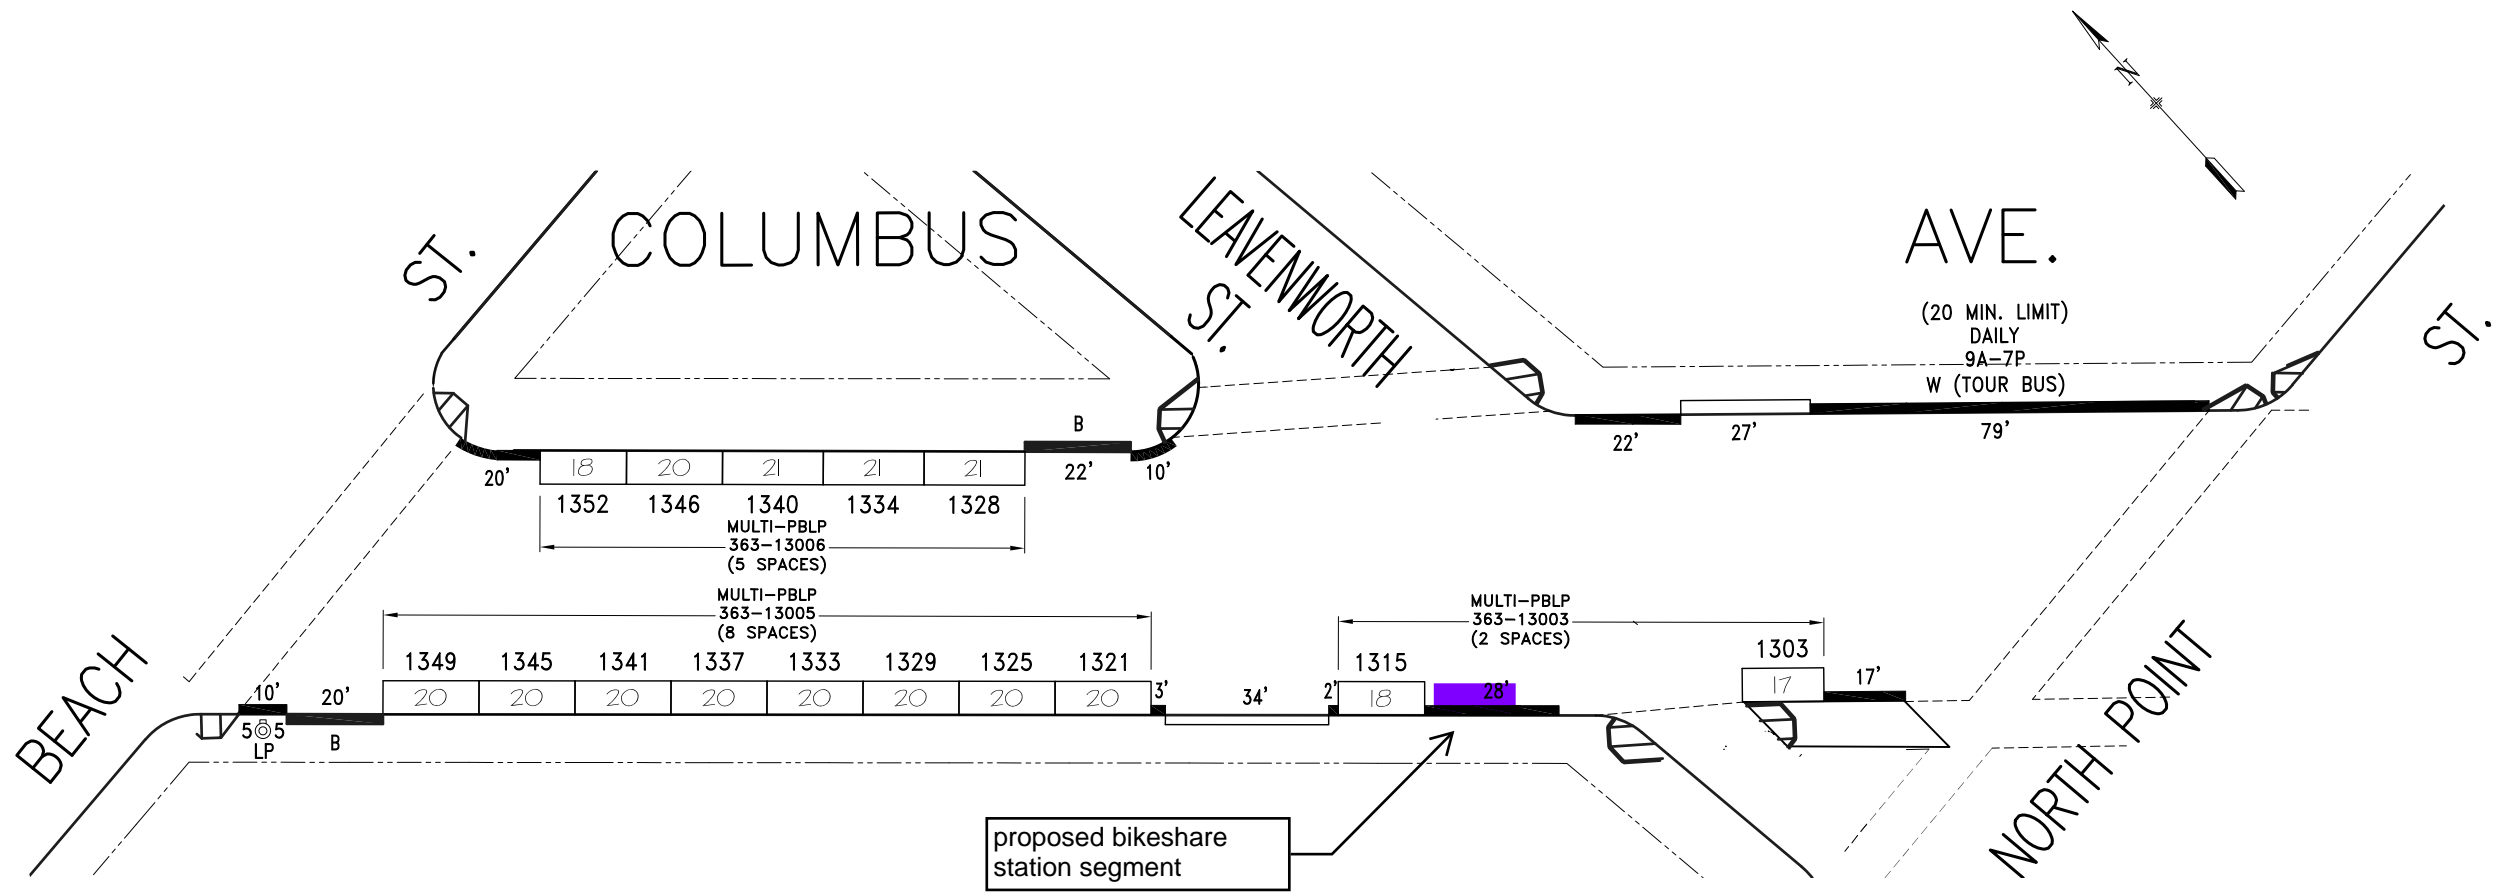 N
COLUMBUS
AVE.
BEACH
ST.
LEAVENWORTH
ST.
NORTH POINT
ST.
(20 MIN. LIMIT)
DAILY
9A-7P
W (TOUR BUS)
22'
27'
79'
B
20'
18
20
21
21
21
22'
10'
1352
1346
1340
1334
1328
MULTI-PBLP
363-13006
(5 SPACES)
MULTI-PBLP
363-13005
(8 SPACES)
MULTI-PBLP
363-13003
(2 SPACES)
1349
1345
1341
1337
1333
1329
1325
1321
1315
1303
10'
20'
20
20
20
20
20
20
20
20
3'
34'
2'
18
28'
17
17'
5
5
LP
B
proposed bikeshare
station segment